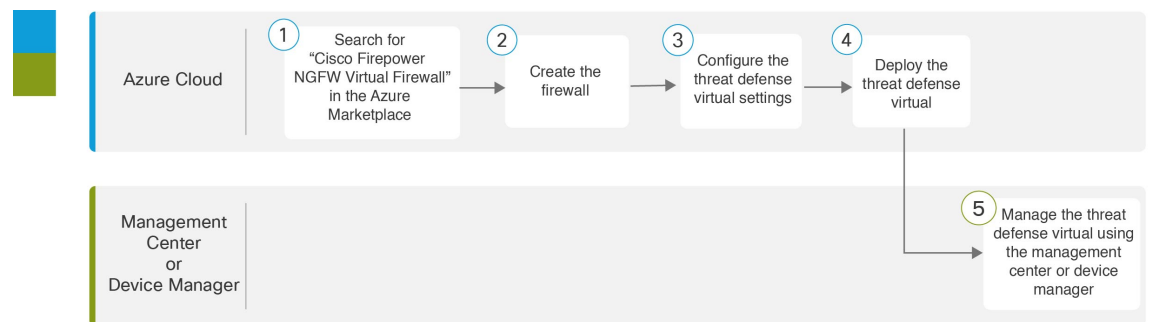 Azure Cloud
1
Search for
“Cisco Firepower
NGFW Virtual Firewall”
in the Azure
Marketplace
2
Create the
firewall
3
Configure the
threat defense
virtual settings
4
Deploy the
threat defense
virtual
Management
Center
or
Device Manager
5
Manage the threat
defense virtual using
the management
center or device
manager